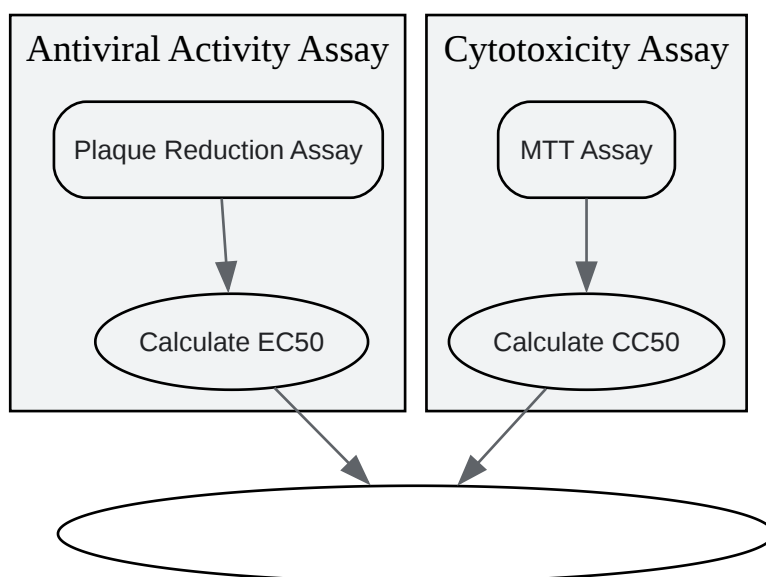 Antiviral Activity Assay
Cytotoxicity Assay
Plaque Reduction Assay
MTT Assay
Calculate EC50
Calculate CC50